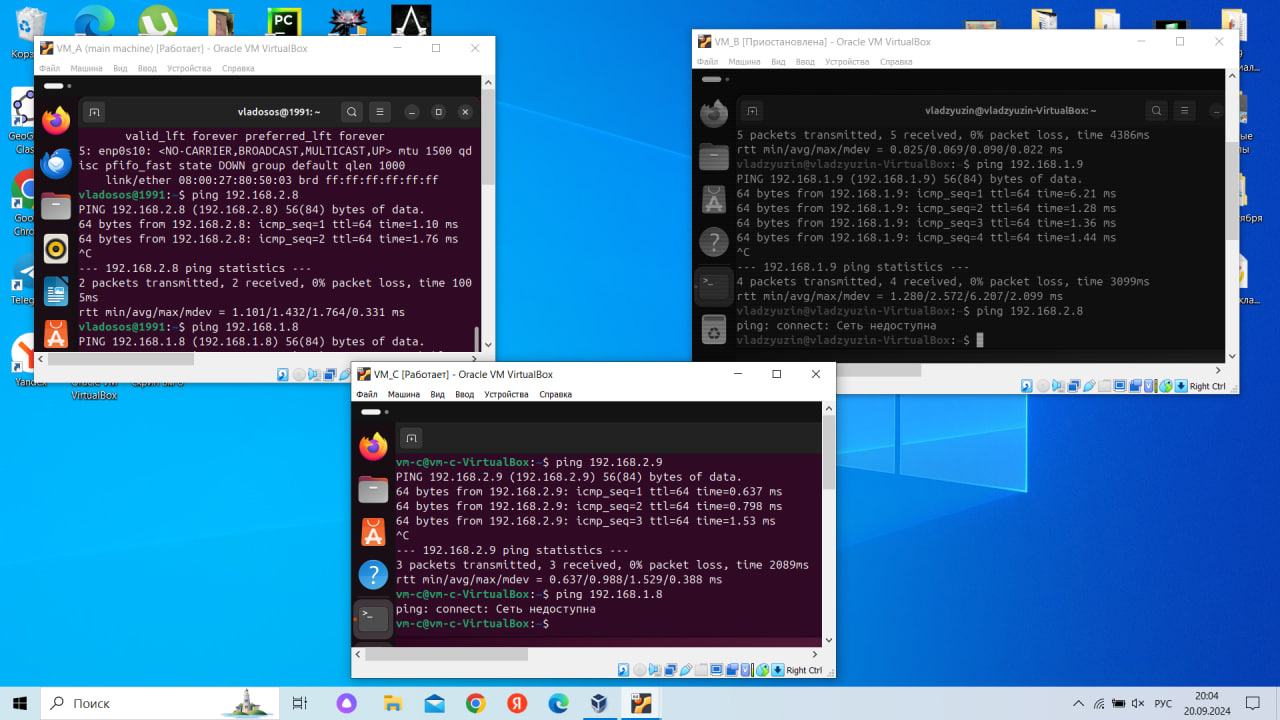 VM_A (main machine) [Работает] - Oracle VM VirtualBox
Файл Машина Вид Ввод Устройства Справка
vladosos@1991: ~
valid_lft forever preferred_lft forever
5: enp0s10: <NO-CARRIER,BROADCAST,MULTICAST,UP> mtu 1500 qd
isc pfifo_fast state DOWN group default qlen 1000
link/ether 08:00:27:80:50:03 brd ff:ff:ff:ff:ff:ff
vladosos@1991:~$ ping 192.168.2.8
PING 192.168.2.8 (192.168.2.8) 56(84) bytes of data.
64 bytes from 192.168.2.8: icmp_seq=1 ttl=64 time=1.10 ms
64 bytes from 192.168.2.8: icmp_seq=2 ttl=64 time=1.76 ms
^C
--- 192.168.2.8 ping statistics ---
2 packets transmitted, 2 received, 0% packet loss, time 100
5ms
rtt min/avg/max/mdev = 1.101/1.432/1.764/0.331 ms
vladosos@1991:~$ ping 192.168.1.8
PING 192.168.1.8 (192.168.1.8) 56(84) bytes of data.
VM_B [Приостановлена] - Oracle VM VirtualBox
Файл Машина Вид Ввод Устройства Справка
vladzyuzin@vladzyuzin-VirtualBox: ~
5 packets transmitted, 5 received, 0% packet loss, time 4386ms
rtt min/avg/max/mdev = 0.025/0.069/0.090/0.022 ms
vladzyuzin@vladzyuzin-VirtualBox:~$ ping 192.168.1.9
PING 192.168.1.9 (192.168.1.9) 56(84) bytes of data.
64 bytes from 192.168.1.9: icmp_seq=1 ttl=64 time=6.21 ms
64 bytes from 192.168.1.9: icmp_seq=2 ttl=64 time=1.28 ms
64 bytes from 192.168.1.9: icmp_seq=3 ttl=64 time=1.36 ms
64 bytes from 192.168.1.9: icmp_seq=4 ttl=64 time=1.44 ms
^C
--- 192.168.1.9 ping statistics ---
4 packets transmitted, 4 received, 0% packet loss, time 3099ms
rtt min/avg/max/mdev = 1.280/2.572/6.207/2.099 ms
vladzyuzin@vladzyuzin-VirtualBox:~$ ping 192.168.2.8
ping: connect: Сеть недоступна
vladzyuzin@vladzyuzin-VirtualBox:~$
Right Ctrl
VM_C [Работает] - Oracle VM VirtualBox
Файл Машина Вид Ввод Устройства Справка
vm-c@vm-c-VirtualBox:~$ ping 192.168.2.9
PING 192.168.2.9 (192.168.2.9) 56(84) bytes of data.
64 bytes from 192.168.2.9: icmp_seq=1 ttl=64 time=0.637 ms
64 bytes from 192.168.2.9: icmp_seq=2 ttl=64 time=0.798 ms
64 bytes from 192.168.2.9: icmp_seq=3 ttl=64 time=1.53 ms
^C
--- 192.168.2.9 ping statistics ---
3 packets transmitted, 3 received, 0% packet loss, time 2089ms
rtt min/avg/max/mdev = 0.637/0.988/1.529/0.388 ms
vm-c@vm-c-VirtualBox:~$ ping 192.168.1.8
ping: connect: Сеть недоступна
vm-c@vm-c-VirtualBox:~$
Right Ctrl
VirtualBox
Поиск
РУС
20:04
20.09.2024